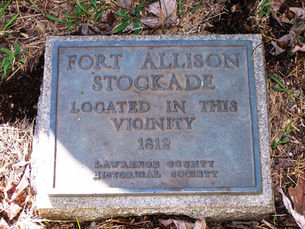 FORT ALLISON
STOCKADE
LOCATED IN THIS
VICINITY
1812
LAWRENCE COUNTY
HISTORICAL SOCIETY